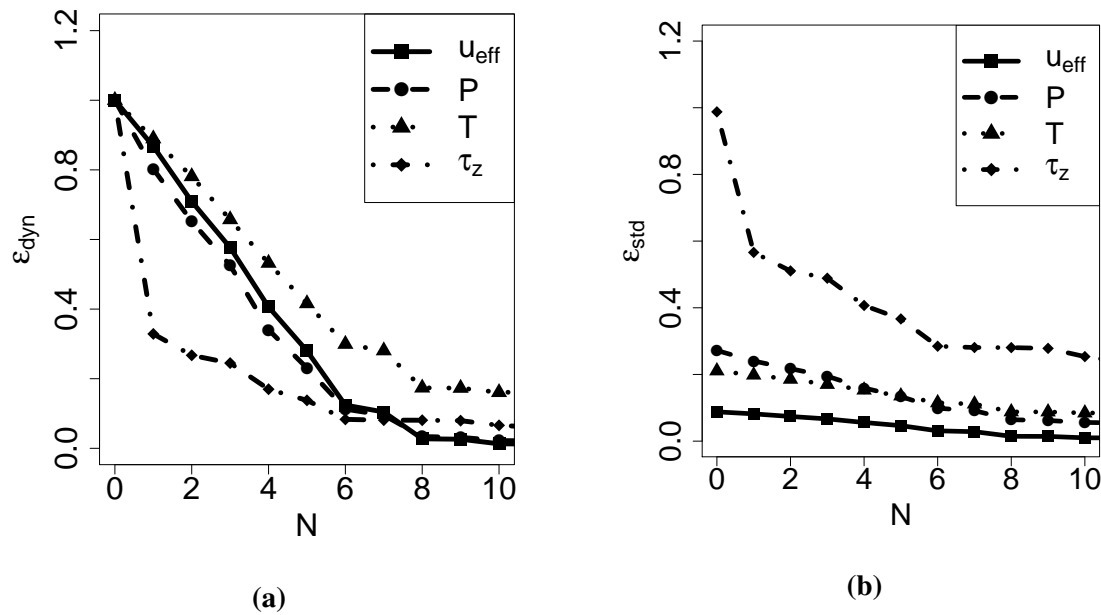 1.2
0.8
0.4
0.0
ε_dyn
u_eff
P
T
τ_z
0 2 4 6 8 10
N
(a)
1.2
0.8
0.4
0.0
ε_std
u_eff
P
T
τ_z
0 2 4 6 8 10
N
(b)